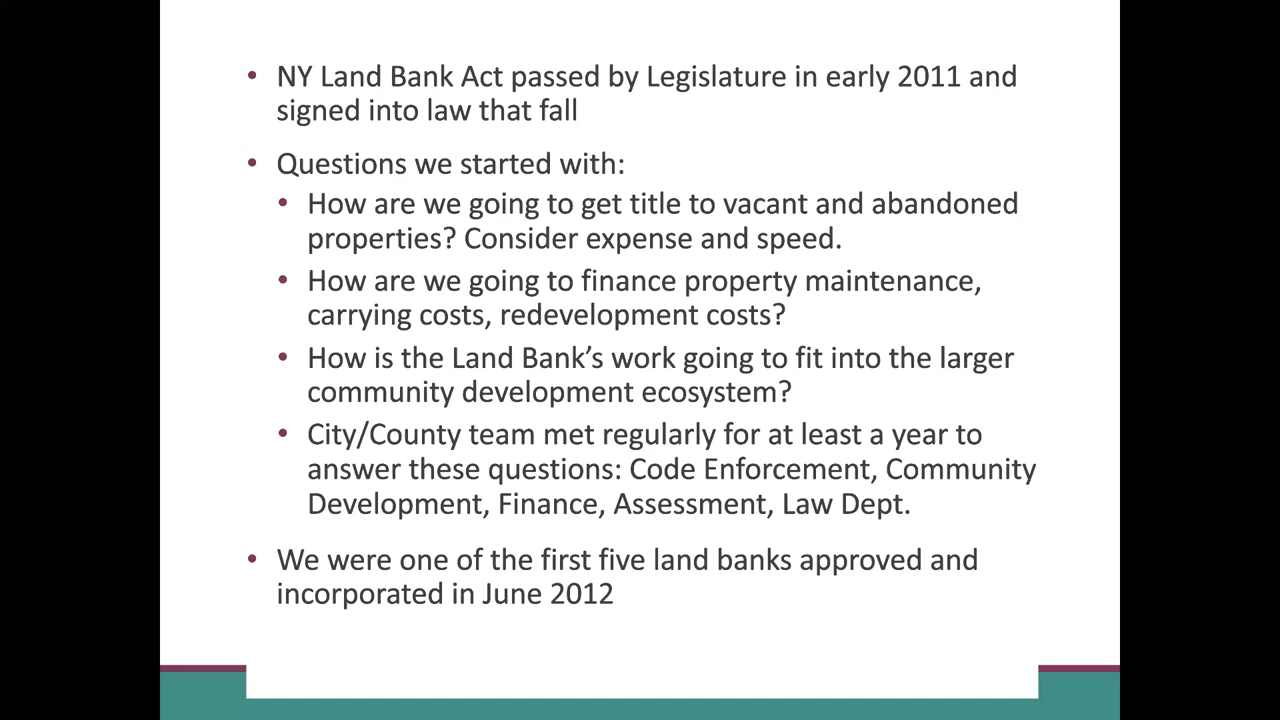 • NY Land Bank Act passed by Legislature in early 2011 and
signed into law that fall
• Questions we started with:
• How are we going to get title to vacant and abandoned
properties? Consider expense and speed.
• How are we going to finance property maintenance,
carrying costs, redevelopment costs?
• How is the Land Bank’s work going to fit into the larger
community development ecosystem?
• City/County team met regularly for at least a year to
answer these questions: Code Enforcement, Community
Development, Finance, Assessment, Law Dept.
• We were one of the first five land banks approved and
incorporated in June 2012